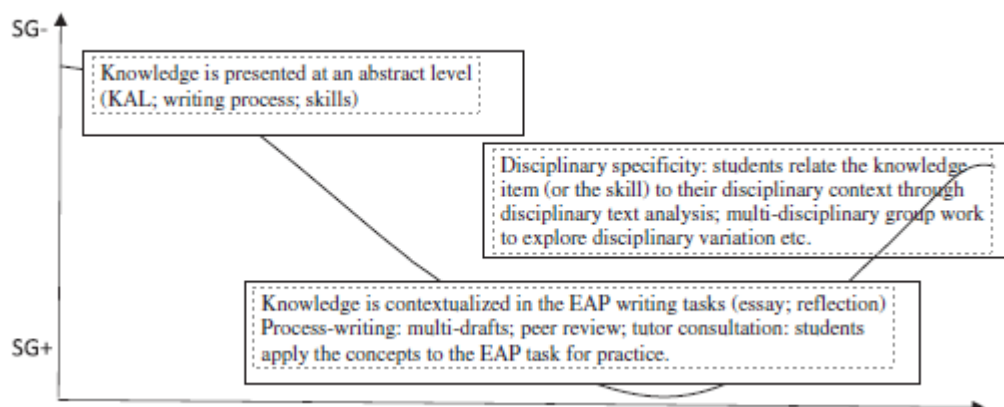 SG-
Knowledge is presented at an abstract level
(KAL; writing process; skills)
Disciplinary specificity: students relate the knowledge
item (or the skill) to their disciplinary context through
disciplinary text analysis; multi-disciplinary group work
to explore disciplinary variation etc.
Knowledge is contextualized in the EAP writing tasks (essay; reflection)
Process-writing: multi-drafts; peer review; tutor consultation: students
apply the concepts to the EAP task for practice.
SG+